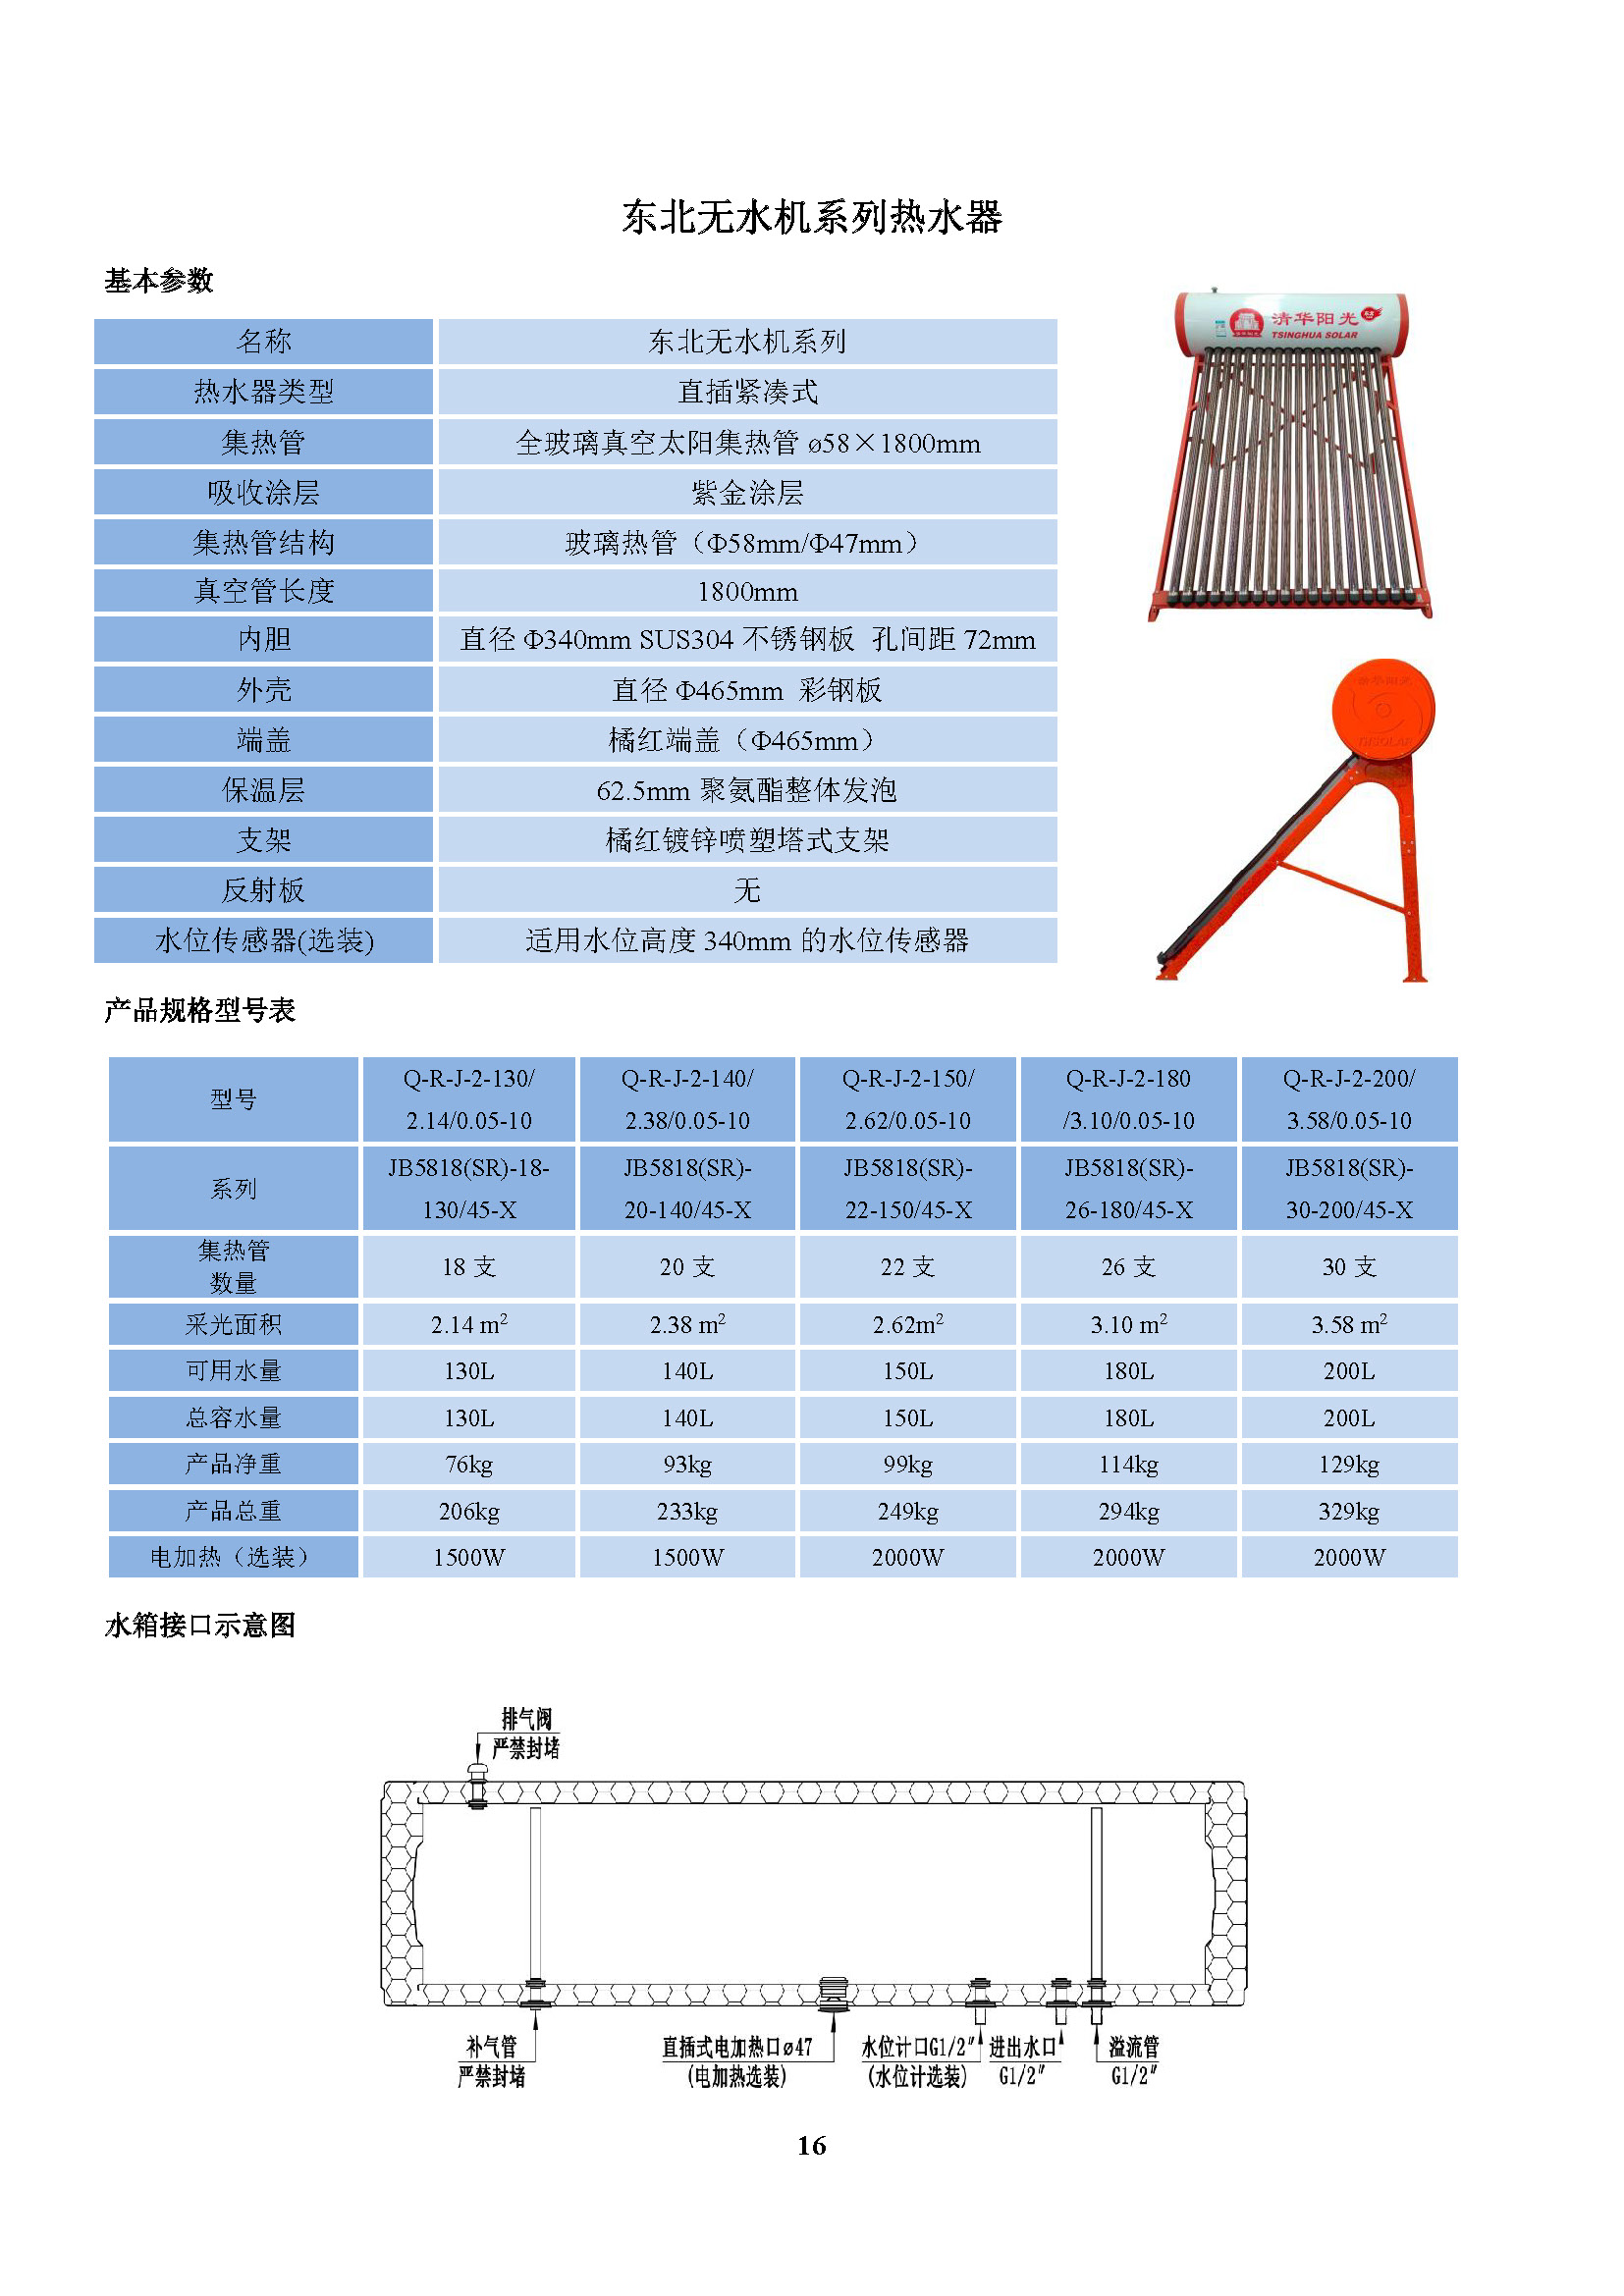 东北无水机系列热水器
基本参数
名称 东北无水机系列
热水器类型 直插紧凑式
集热管 全玻璃真空太阳集热管 ø58×1800mm
吸收涂层 紫金涂层
集热管结构 玻璃热管（Φ58mm/Φ47mm）
真空管长度 1800mm
内胆 直径 Φ340mm SUS304 不锈钢板 孔间距 72mm
外壳 直径 Φ465mm 彩钢板
端盖 橘红端盖（Φ465mm）
保温层 62.5mm 聚氨酯整体发泡
支架 橘红镀锌喷塑塔式支架
反射板 无
水位传感器(选装) 适用水位高度 340mm 的水位传感器
清华阳光
TSINGHUA SOLAR
清华阳光
THSOLAR
产品规格型号表
型号 Q-R-J-2-130/ Q-R-J-2-140/ Q-R-J-2-150/ Q-R-J-2-180 Q-R-J-2-200/
2.14/0.05-10 2.38/0.05-10 2.62/0.05-10 /3.10/0.05-10 3.58/0.05-10
系列 JB5818(SR)-18- JB5818(SR)- JB5818(SR)- JB5818(SR)- JB5818(SR)-
130/45-X 20-140/45-X 22-150/45-X 26-180/45-X 30-200/45-X
集热管
数量 18 支 20 支 22 支 26 支 30 支
采光面积 2.14 m² 2.38 m² 2.62m² 3.10 m² 3.58 m²
可用水量 130L 140L 150L 180L 200L
总容水量 130L 140L 150L 180L 200L
产品净重 76kg 93kg 99kg 114kg 129kg
产品总重 206kg 233kg 249kg 294kg 329kg
电加热（选装） 1500W 1500W 2000W 2000W 2000W
水箱接口示意图
排气阀
严禁封堵
补气管 直插式电加热口ø47 水位计口G1/2″ 进出水口 溢流管
严禁封堵 (电加热选装) (水位计选装) G1/2″ G1/2″
16